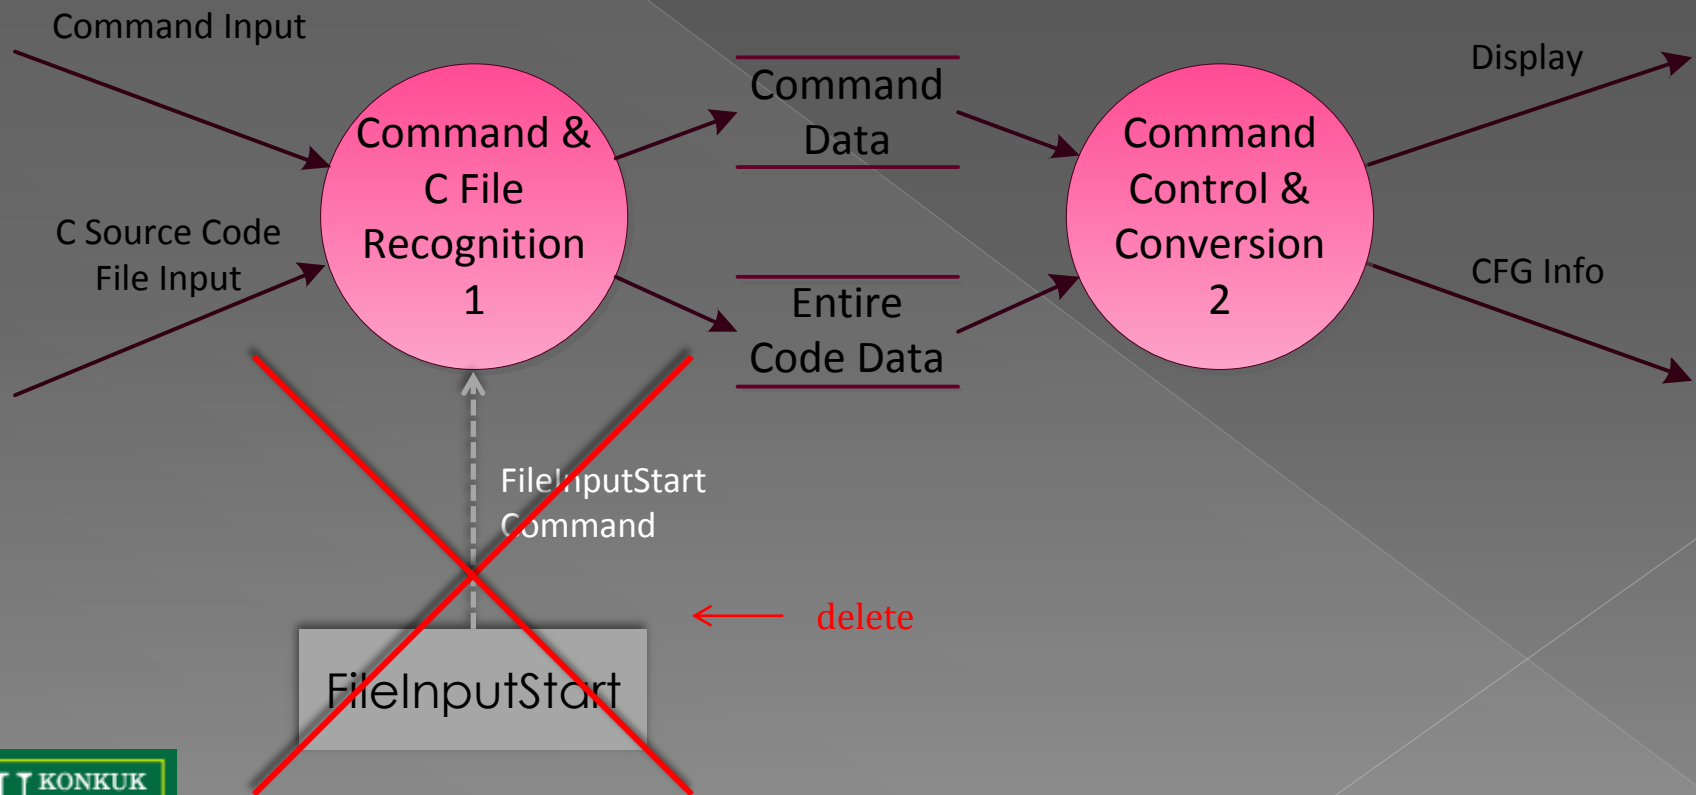 Command Input
Command &
C File
Recognition
1
C Source Code
File Input
Command
Data
Entire
Code Data
Command
Control &
Conversion
2
Display
CFG Info
FileInputStart
Command
delete
FileInputStart
U KONKUK